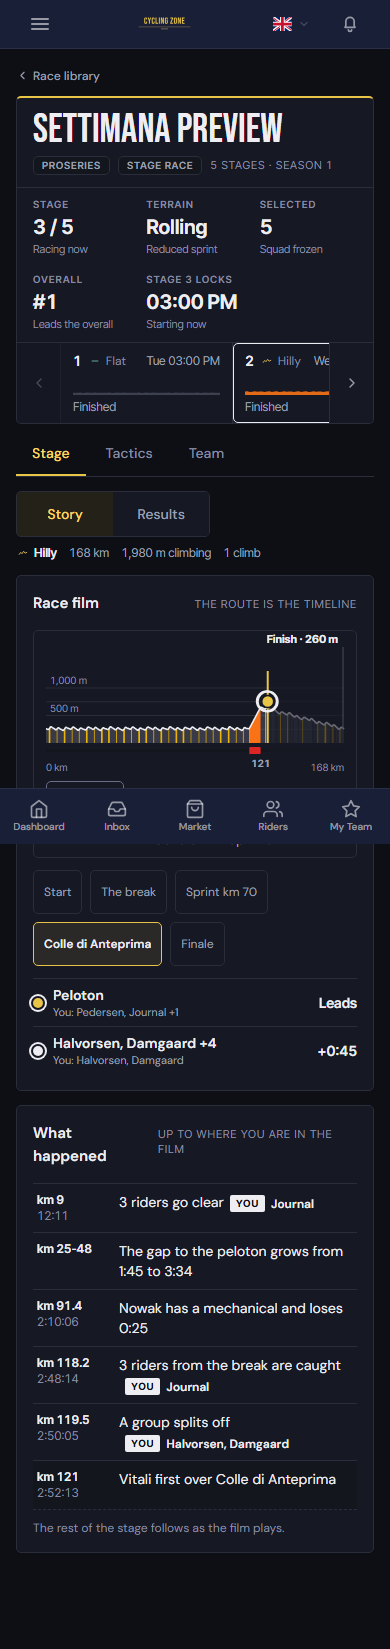 CYCLING ZONE
Race library
SETTIMANA PREVIEW
PROSERIES STAGE RACE 5 STAGES · SEASON 1
STAGE TERRAIN SELECTED
3 / 5 Rolling 5
Racing now Reduced sprint Squad frozen
OVERALL STAGE 3 LOCKS
#1 03:00 PM
Leads the overall Starting now
1 Flat Tue 03:00 PM 2 Hilly We
Finished Finished
Stage Tactics Team
Story Results
Hilly 168 km 1,980 m climbing 1 climb
Race film THE ROUTE IS THE TIMELINE
Finish · 260 m
1,000 m
500 m
121
0 km 168 km
Dashboard Inbox Market Riders My Team
Start The break Sprint km 70
Colle di Anteprima Finale
Peloton Leads
You: Pedersen, Journal +1
Halvorsen, Damgaard +4 +0:45
You: Halvorsen, Damgaard
What happened UP TO WHERE YOU ARE IN THE FILM
km 9 3 riders go clear YOU Journal
12:11
km 25-48 The gap to the peloton grows from
1:45 to 3:34
km 91.4 Nowak has a mechanical and loses
2:10:06 0:25
km 118.2 3 riders from the break are caught
2:48:14 YOU Journal
km 119.5 A group splits off
2:50:05 YOU Halvorsen, Damgaard
km 121 Vitali first over Colle di Anteprima
2:52:13
The rest of the stage follows as the film plays.